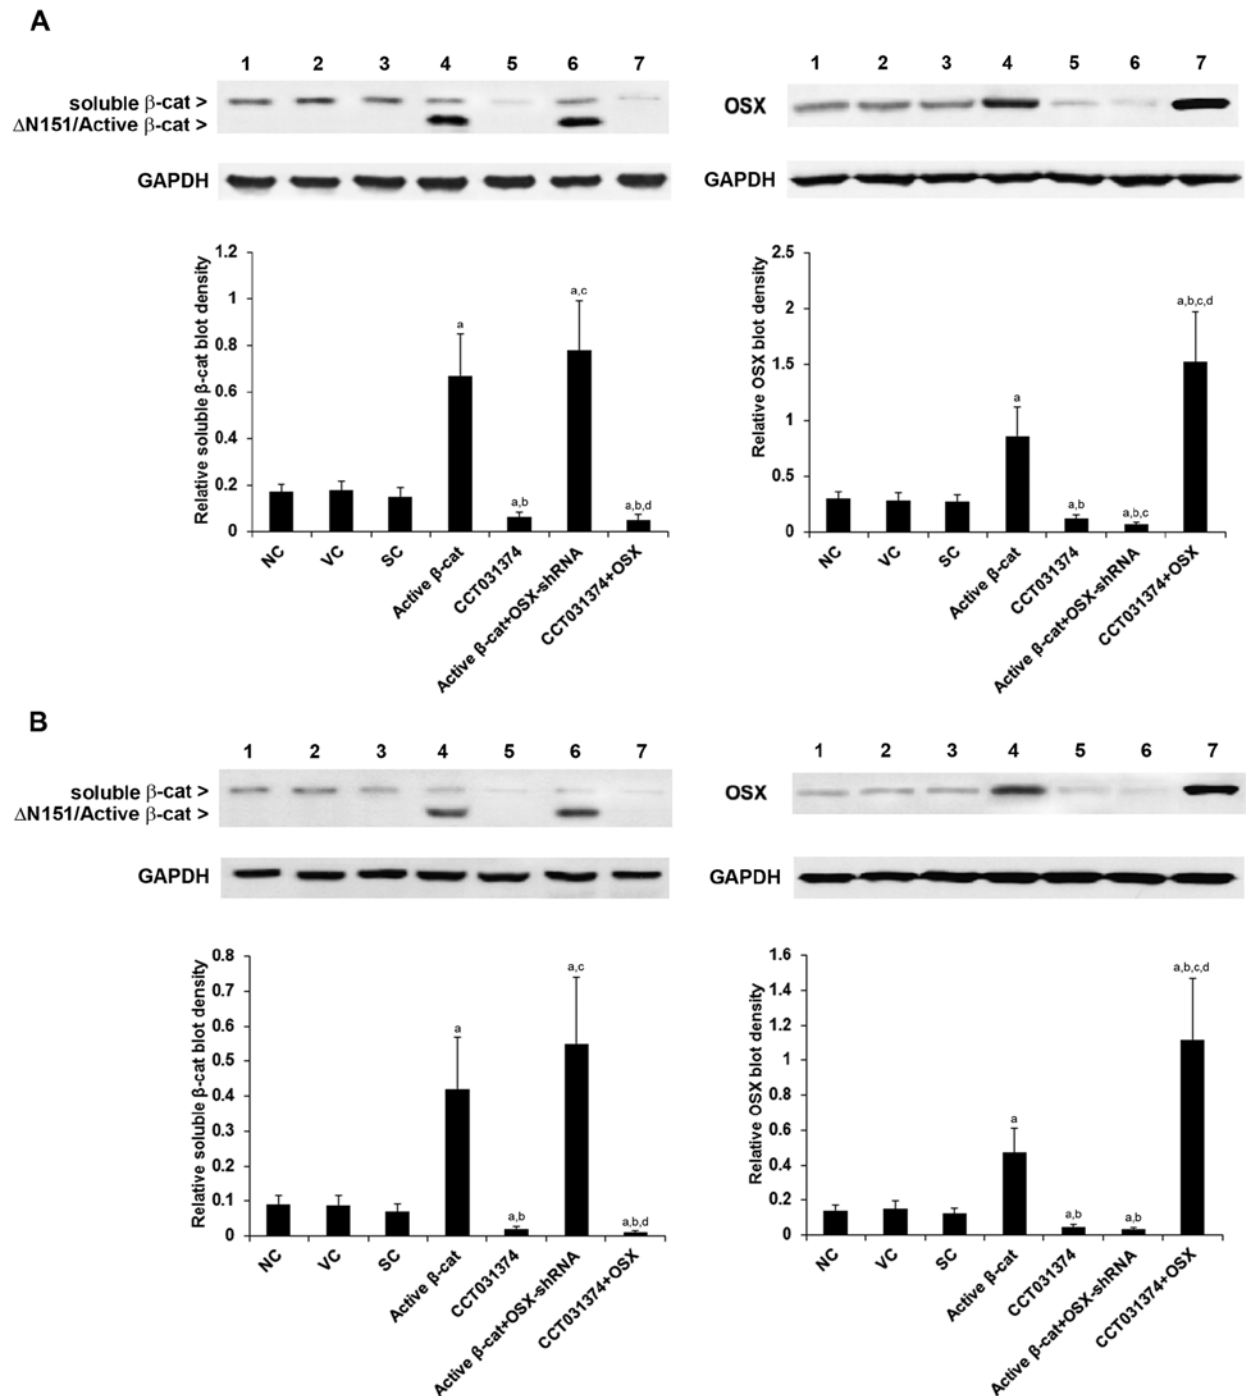 A
1 2 3 4 5 6 7
soluble β-cat >
ΔN151/Active β-cat >
GAPDH
1 2 3 4 5 6 7
OSX
GAPDH
Relative soluble β-cat blot density
1.2
1
0.8
0.6
0.4
0.2
0
a
a,b
a,c
a,b,d
NC
VC
SC
Active β-cat
CCT031374
Active β-cat+OSX-shRNA
CCT031374+OSX
Relative OSX blot density
2.5
2
1.5
1
0.5
0
a
a,b
a,b,c
a,b,c,d
NC
VC
SC
Active β-cat
CCT031374
Active β-cat+OSX-shRNA
CCT031374+OSX
B
1 2 3 4 5 6 7
soluble β-cat >
ΔN151/Active β-cat >
GAPDH
1 2 3 4 5 6 7
OSX
GAPDH
Relative soluble β-cat blot density
0.8
0.7
0.6
0.5
0.4
0.3
0.2
0.1
0
a
a,b
a,c
a,b,d
NC
VC
SC
Active β-cat
CCT031374
Active β-cat+OSX-shRNA
CCT031374+OSX
Relative OSX blot density
1.6
1.4
1.2
1
0.8
0.6
0.4
0.2
0
a
a,b
a,b
a,b,c,d
NC
VC
SC
Active β-cat
CCT031374
Active β-cat+OSX-shRNA
CCT031374+OSX